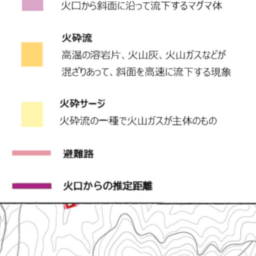 火口から斜面に沿って流下するマグマ体
火砕流
高温の溶岩片、火山灰、火山ガスなどが
混ざりあって、斜面を高速に流下する現象
火砕サージ
火砕流の一種で火山ガスが主体のもの
避難路
火口からの推定距離